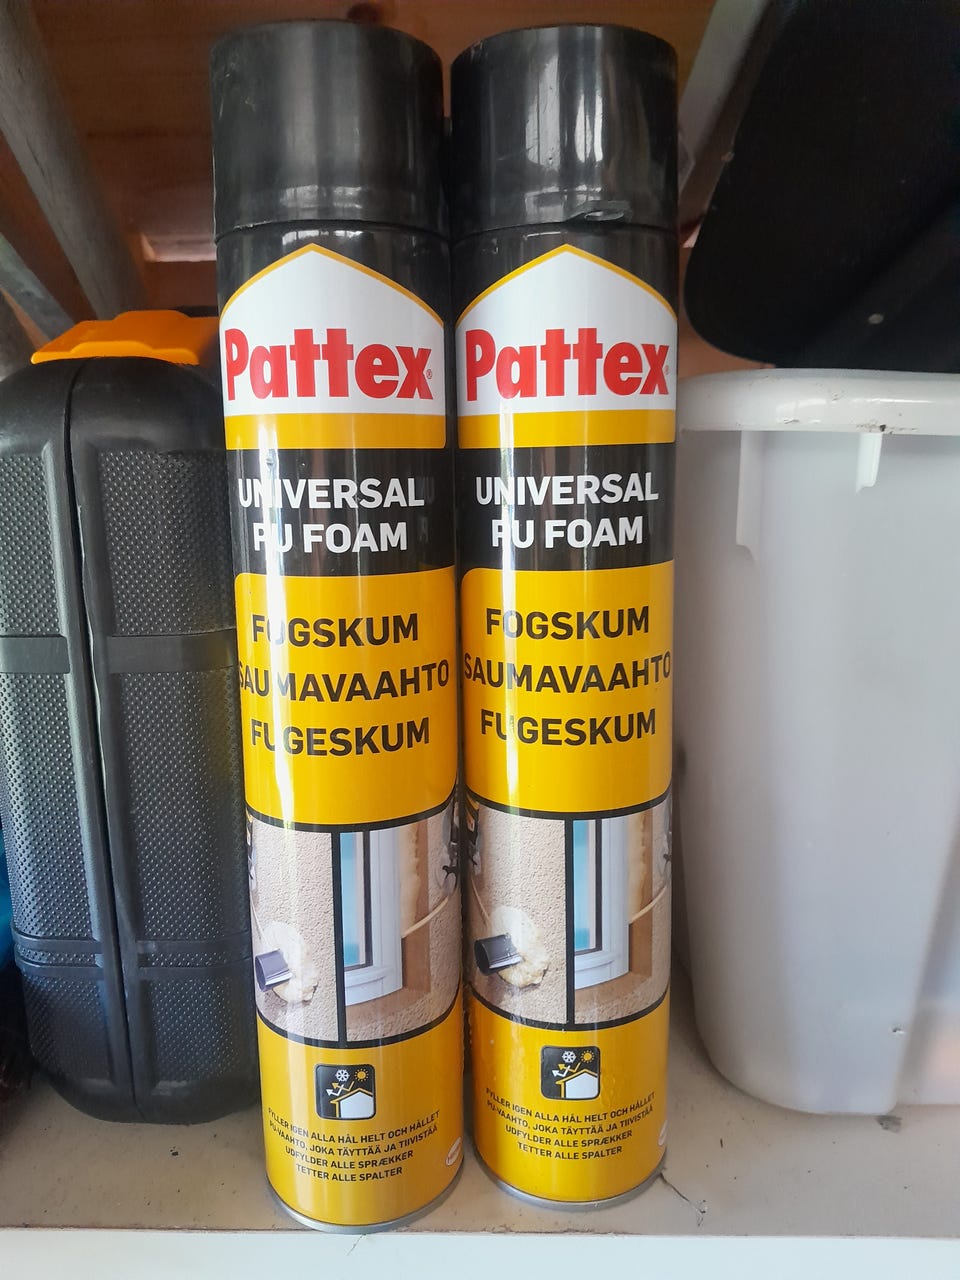 Pattex®
UNIVERSAL
PU FOAM
FOGSKUM
SAUMAVAAHTO
FUGESKUM
FYLLER IGEN ALLA HÅL HELT OCH HÅLLET
PU-VAAHTO, JOKA TÄYTTÄÄ JA TIIVISTÄÄ
UDFYLDER ALLE SPRÆKKER
TETTER ALLE SPALTER
Pattex®
UNIVERSAL
PU FOAM
FOGSKUM
SAUMAVAAHTO
FUGESKUM
FYLLER IGEN ALLA HÅL HELT OCH HÅLLET
PU-VAAHTO, JOKA TÄYTTÄÄ JA TIIVISTÄÄ
UDFYLDER ALLE SPRÆKKER
TETTER ALLE SPALTER